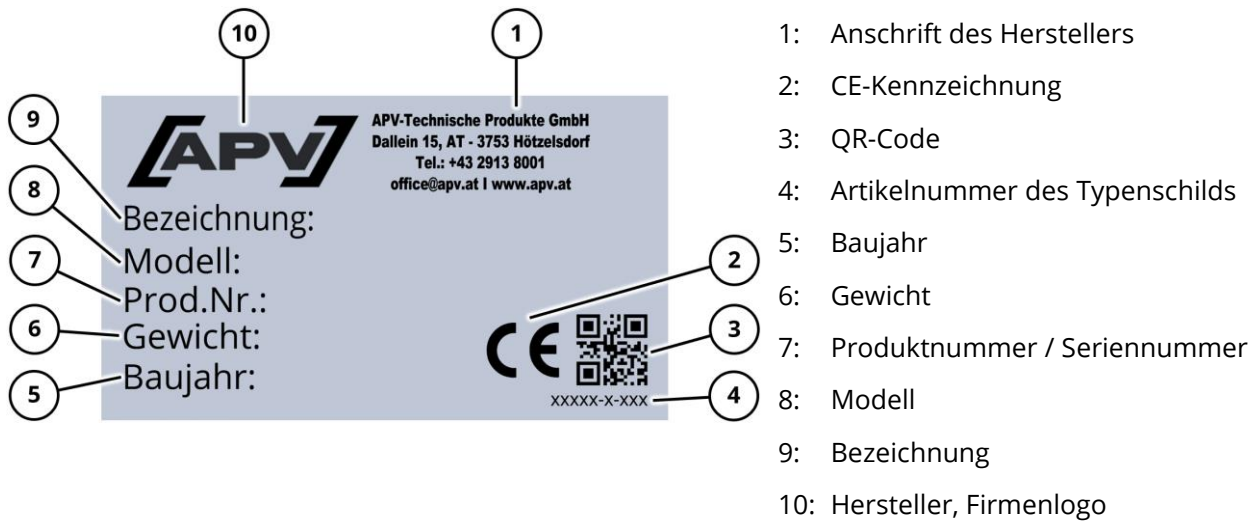 10
1
9
8
7
6
5
2
3
4
APV
APV-Technische Produkte GmbH
Dallein 15, AT - 3753 Hötzelsdorf
Tel.: +43 2913 8001
office@apv.at I www.apv.at
Bezeichnung:
Modell:
Prod.Nr.:
Gewicht:
Baujahr:
CE
xxxxx-x-xxx
1: Anschrift des Herstellers
2: CE-Kennzeichnung
3: QR-Code
4: Artikelnummer des Typenschilds
5: Baujahr
6: Gewicht
7: Produktnummer / Seriennummer
8: Modell
9: Bezeichnung
10: Hersteller, Firmenlogo